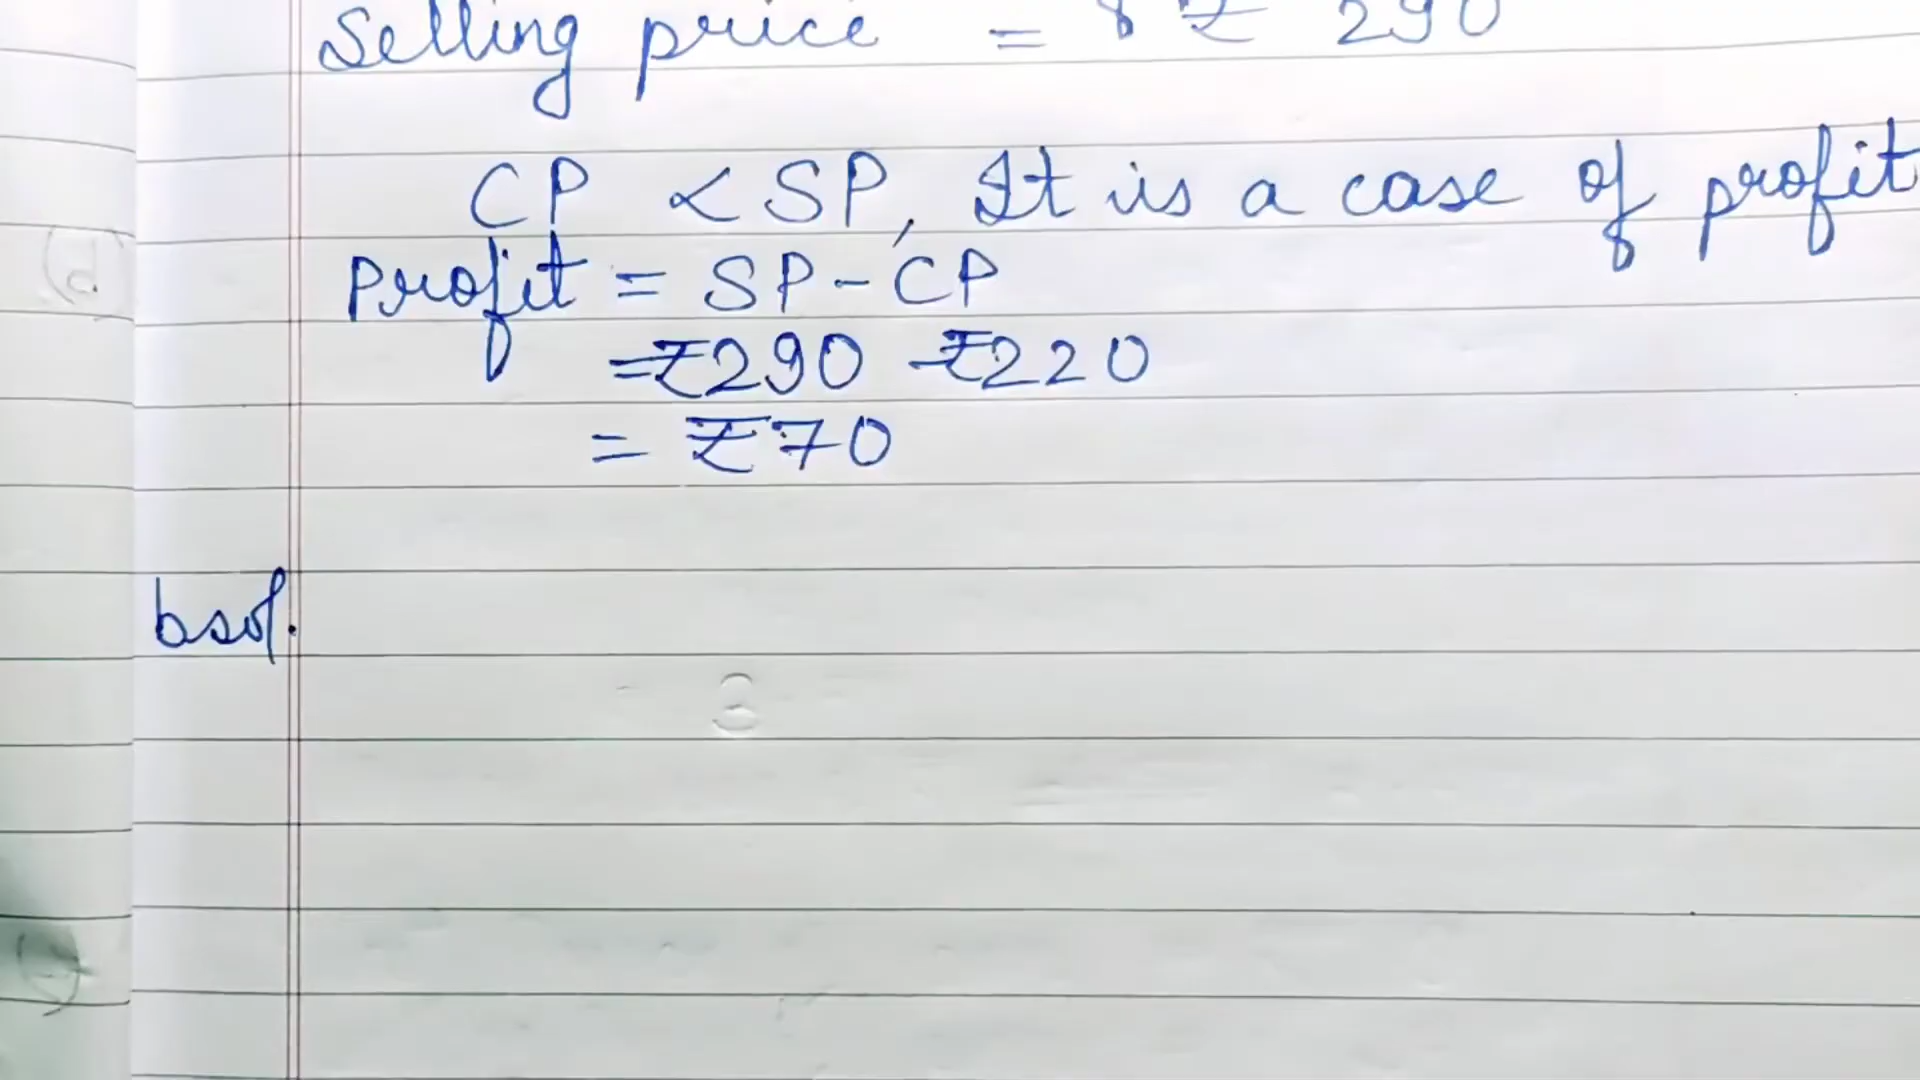 Selling price = ₹ 290
CP < SP, It is a case of profit
Profit = SP - CP
= ₹290 - ₹220
= ₹70
b sol.